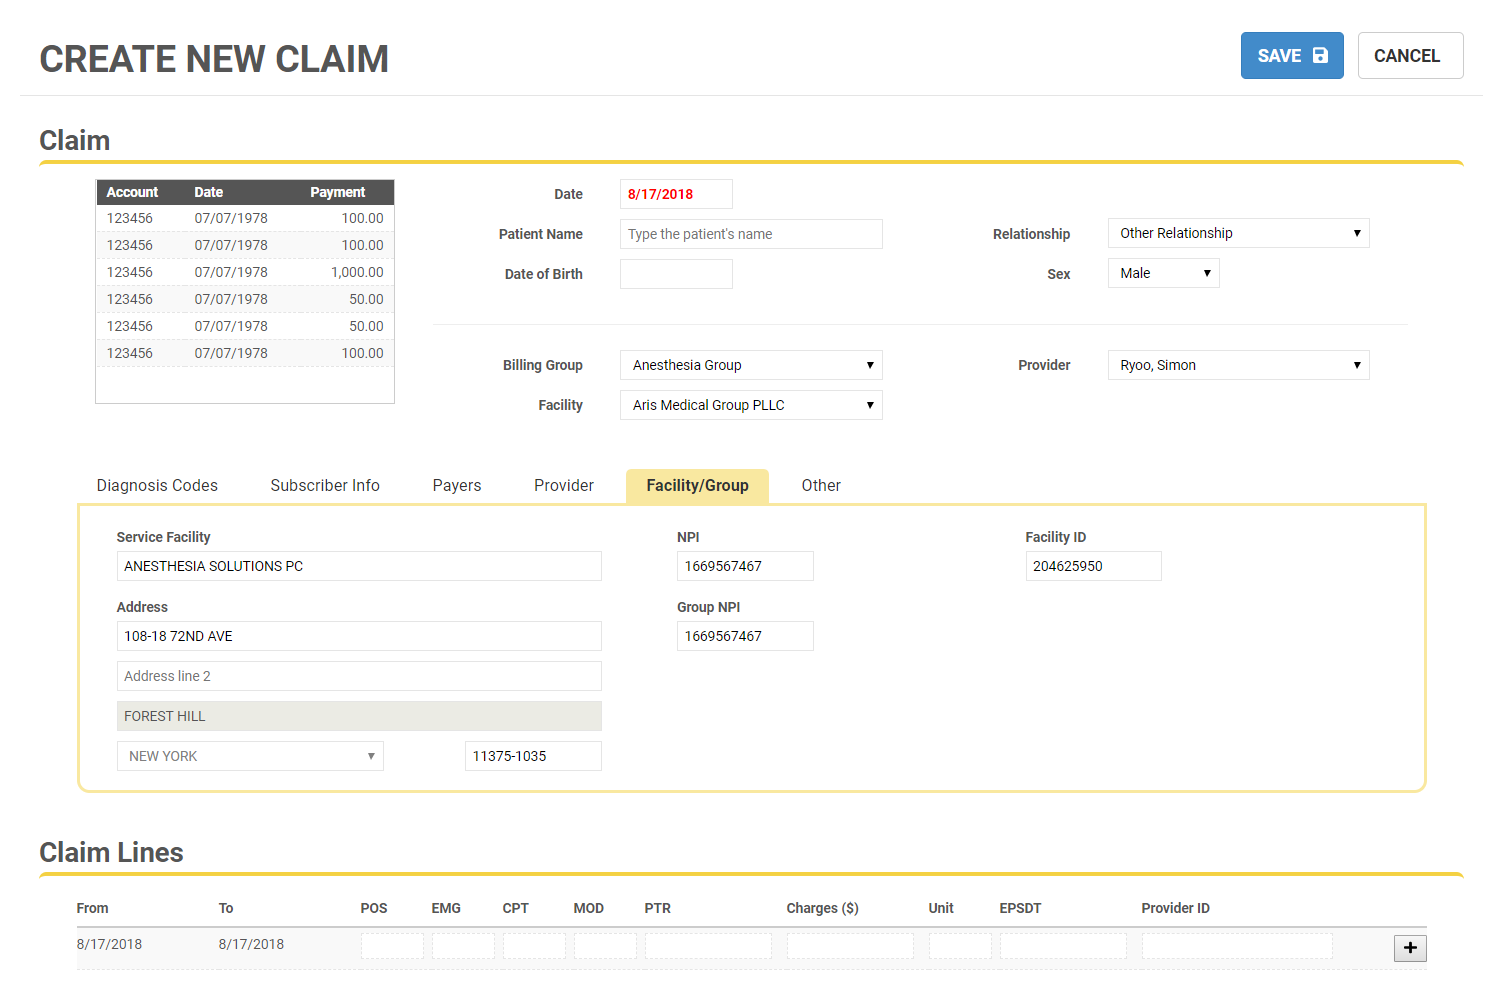 CREATE NEW CLAIM
SAVE
CANCEL
Claim
Account Date Payment
123456 07/07/1978 100.00
123456 07/07/1978 100.00
123456 07/07/1978 1,000.00
123456 07/07/1978 50.00
123456 07/07/1978 50.00
123456 07/07/1978 100.00
Date 8/17/2018
Patient Name Type the patient's name Relationship Other Relationship
Date of Birth Sex Male
Billing Group Anesthesia Group Provider Ryoo, Simon
Facility Aris Medical Group PLLC
Diagnosis Codes Subscriber Info Payers Provider Facility/Group Other
Service Facility NPI Facility ID
ANESTHESIA SOLUTIONS PC 1669567467 204625950
Address Group NPI
108-18 72ND AVE 1669567467
Address line 2
FOREST HILL
NEW YORK 11375-1035
Claim Lines
From To POS EMG CPT MOD PTR Charges ($) Unit EPSDT Provider ID
8/17/2018 8/17/2018